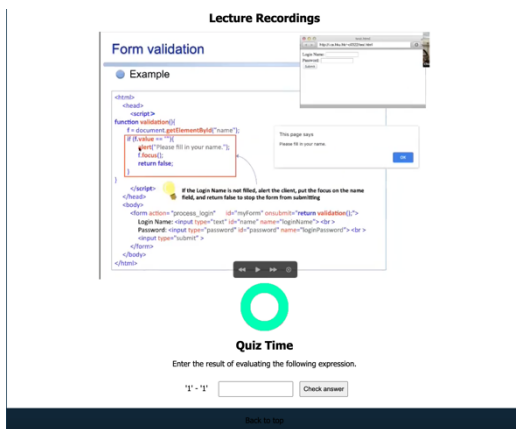 Lecture Recordings
Form validation
Example
Login Name:
Password:
Submit
<html>
<head>
<script>
function validation(){
f = document.getElementById("name");
if (f.value == ""){
alert("Please fill in your name.");
f.focus();
return false;
}
}
</script>
If the Login Name is not filled, alert the client, put the focus on the name
field, and return false to stop the form from submitting
This page says
Please fill in your name.
OK
<head>
<body>
<form action="process_login" id="myForm" onsubmit="return validation();">
Login Name: <input type="text" id="name" name="loginName"> <br >
Password: <input type="password" id="password" name="loginPassword"> <br >
<input type="submit" >
</form>
</body>
</html>
Quiz Time
Enter the result of evaluating the following expression.
'1' - '1'
Check answer
Back to top